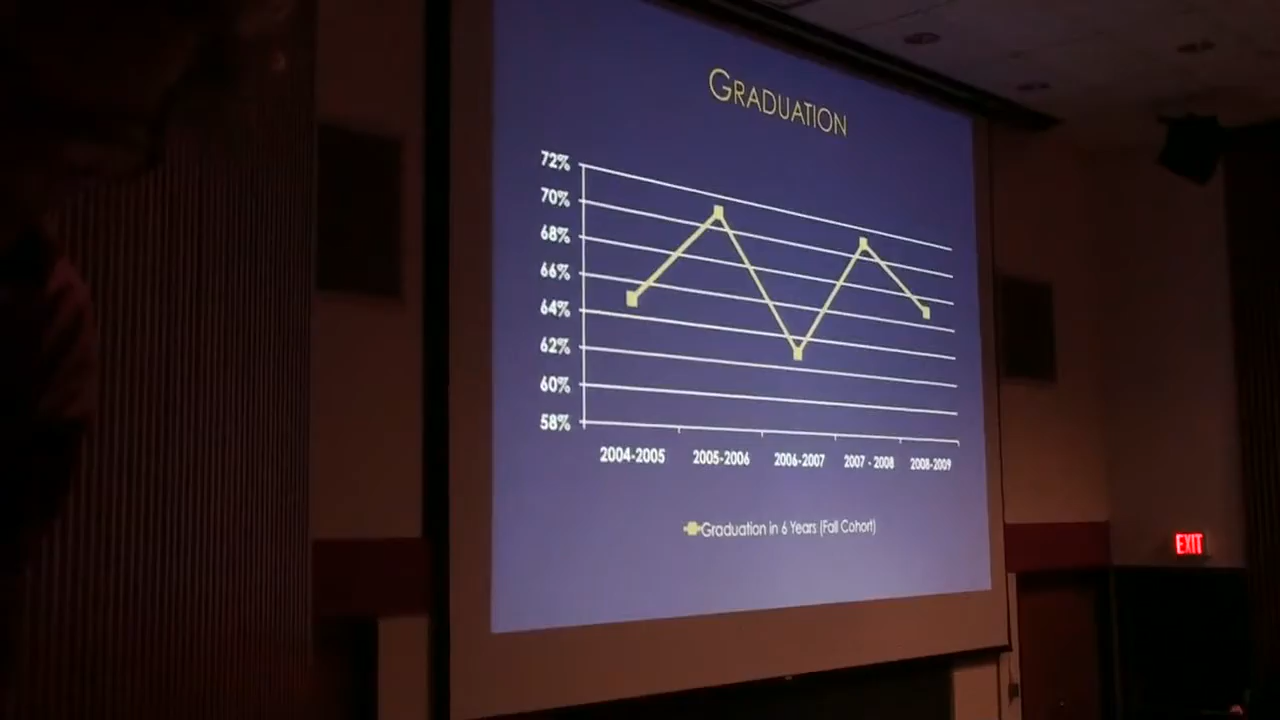 GRADUATION
72%
70%
68%
66%
64%
62%
60%
58%
2004-2005 2005-2006 2006-2007 2007 - 2008 2008-2009
Graduation in 6 Years (Fall Cohort)
EXIT